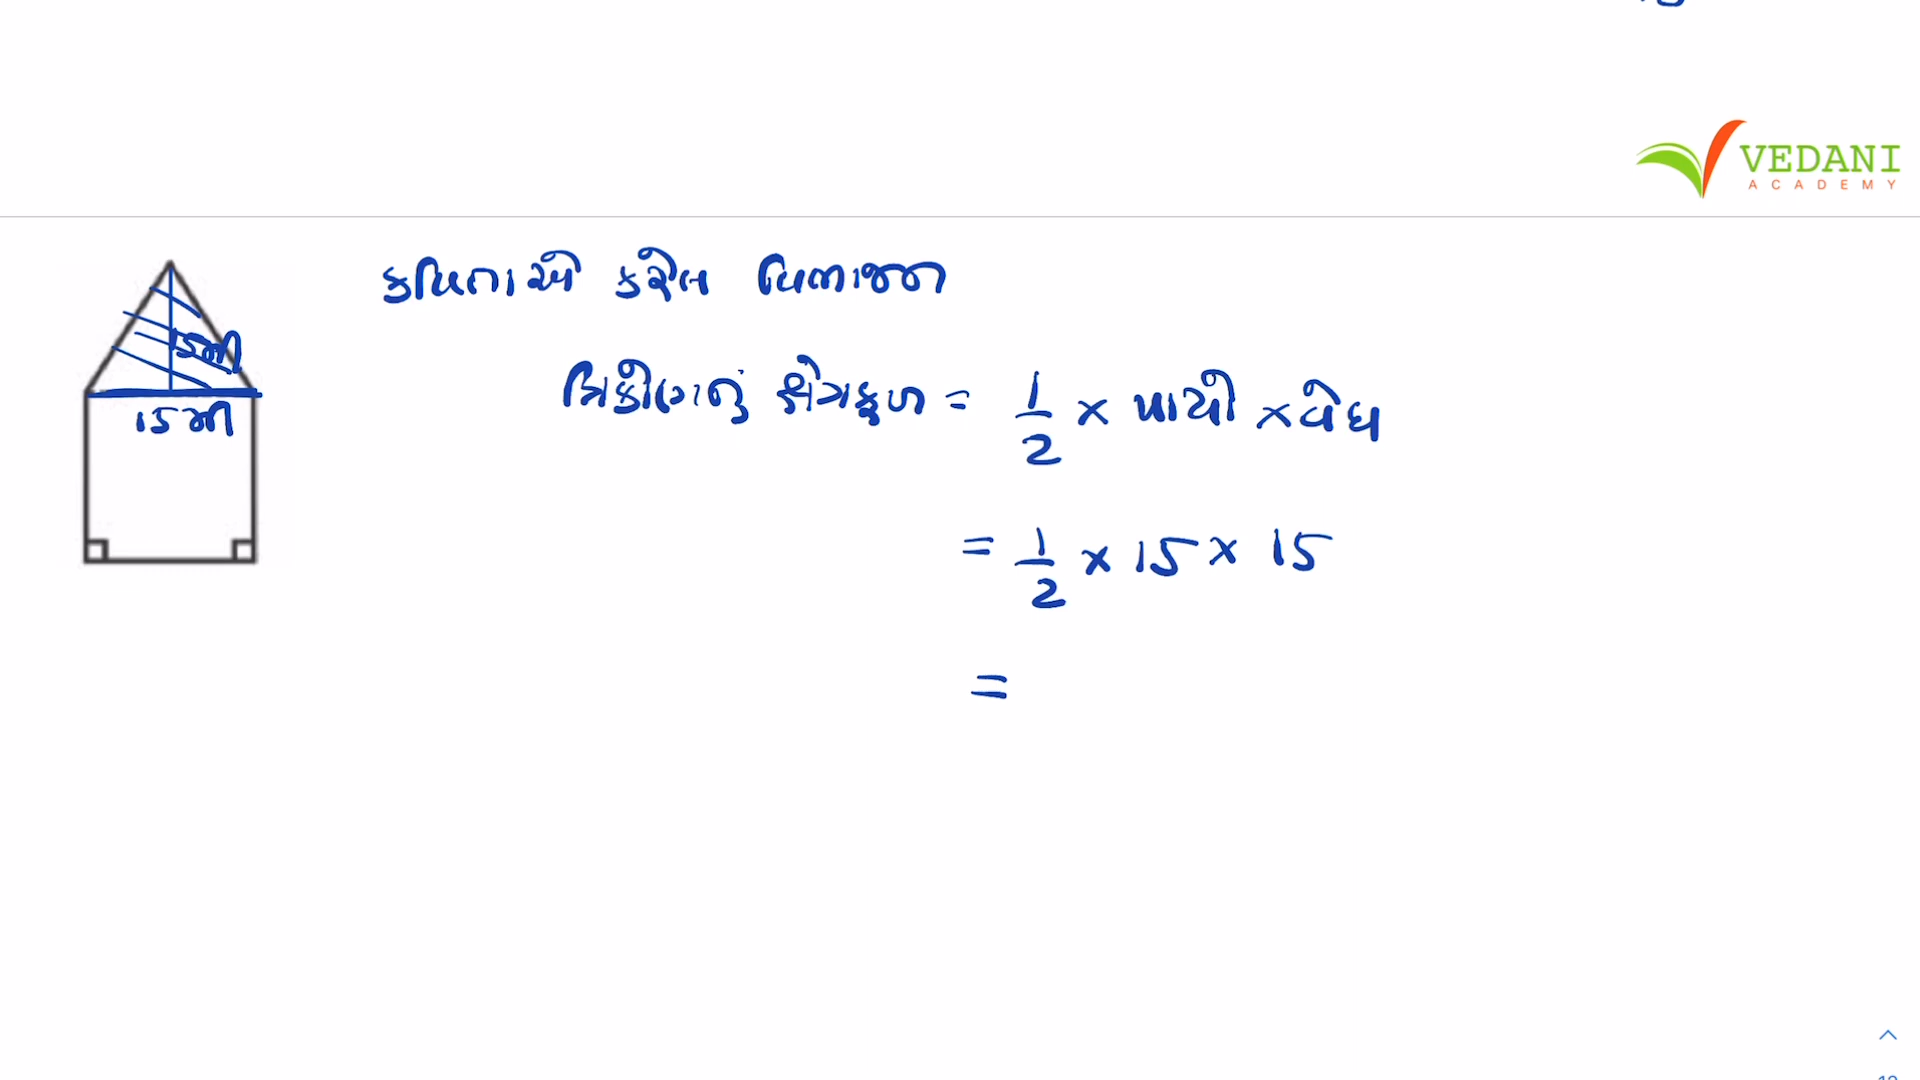 VEDANI
ACADEMY
કવિતાએ કરેલ વિભાજન
ત્રિકોણનું ક્ષેત્રફળ = 1/2 × પાયો × વેધ
15મી
15મી
= 1/2 × 15 × 15
=